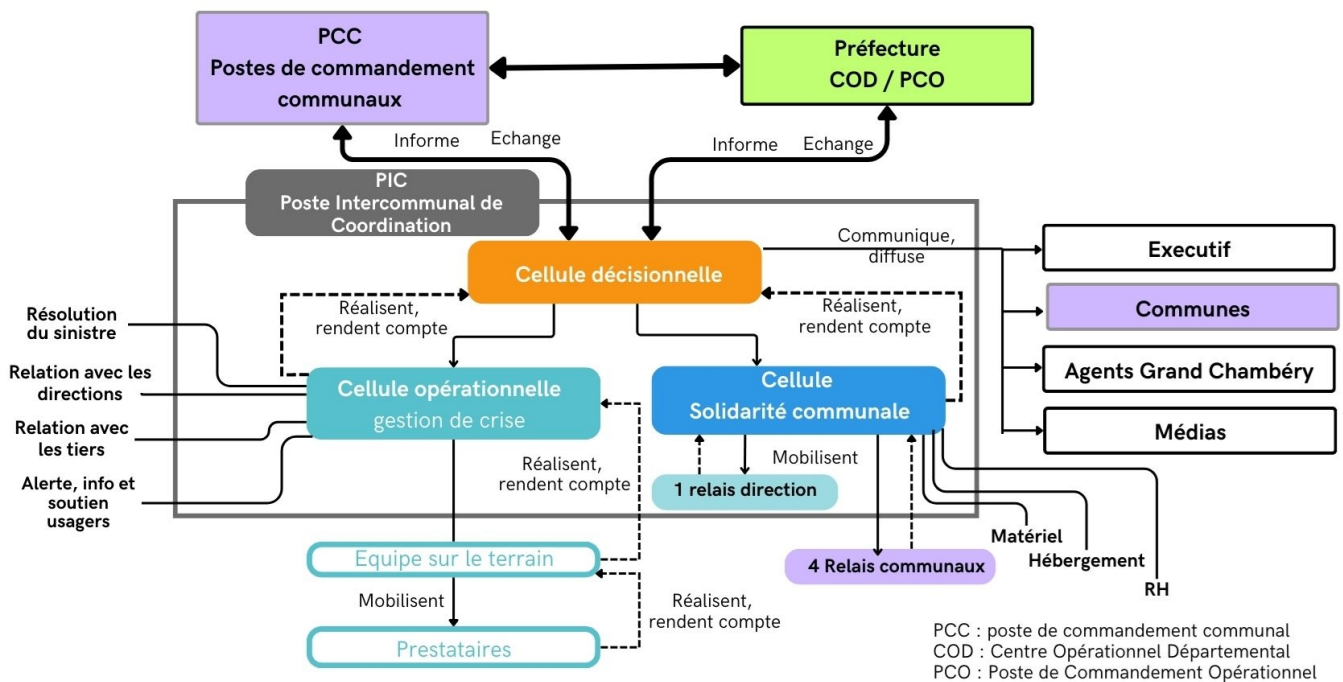 PCC
Postes de commandement
communaux
Préfecture
COD / PCO
Informe Echange
Informe Echange
PIC
Poste Intercommunal de
Coordination
Cellule décisionnelle
Communique,
diffuse
Executif
Communes
Agents Grand Chambéry
Médias
Réalisent,
rendent compte
Réalisent,
rendent compte
Résolution
du sinistre
Relation avec les
directions
Relation avec
les tiers
Alerte, info et
soutien
usagers
Cellule opérationnelle
gestion de crise
Cellule
Solidarité communale
Réalisent,
rendent compte
Mobilisent
1 relais direction
4 Relais communaux
Matériel
Hébergement
RH
Equipe sur le terrain
Mobilisent
Réalisent,
rendent compte
Prestataires
PCC : poste de commandement communal
COD : Centre Opérationnel Départemental
PCO : Poste de Commandement Opérationnel